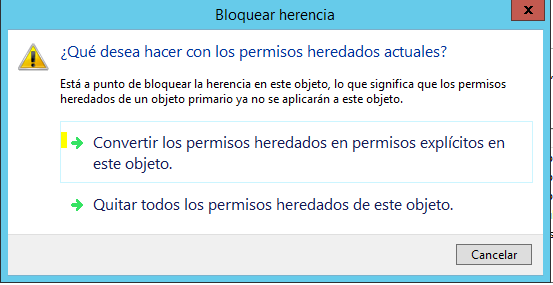 Bloquear herencia
x
¿Qué desea hacer con los permisos heredados actuales?
Está a punto de bloquear la herencia en este objeto, lo que significa que los permisos
heredados de un objeto primario ya no se aplicarán a este objeto.
Convertir los permisos heredados en permisos explícitos en
este objeto.
Quitar todos los permisos heredados de este objeto.
Cancelar